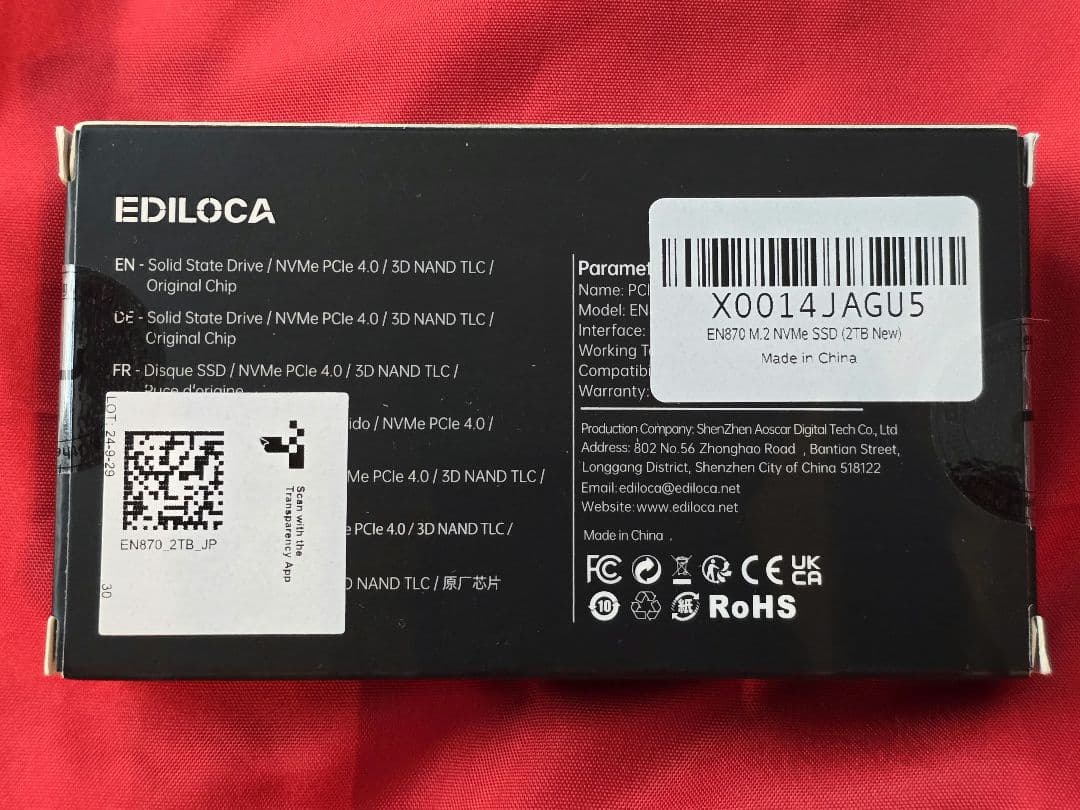 EDILOCA
EN - Solid State Drive / NVMe PCIe 4.0 / 3D NAND TLC /
Original Chip
DE - Solid State Drive / NVMe PCIe 4.0 / 3D NAND TLC /
Original Chip
FR - Disque SSD / NVMe PCIe 4.0 / 3D NAND TLC /
Puce d'origine
ido / NVMe PCIe 4.0 /
Me PCIe 4.0 / 3D NAND TLC /
e PCIe 4.0 / 3D NAND TLC /
D NAND TLC / 原厂芯片
LOT: 24-9-29
30
EN870_2TB_JP
Scan with the
Transparency App
X0014JAGU5
EN870 M.2 NVMe SSD (2TB New)
Made in China
Paramet
Name: PCI
Model: EN
Interface:
Working T
Compatibi
Warranty:
Production Company: ShenZhen Aoscar Digital Tech Co., Ltd
Address: 802 No.56 Zhonghao Road , Bantian Street,
Longgang District, Shenzhen City of China 518122
Email: ediloca@ediloca.net
Website: www.ediloca.net
Made in China .
FC CE UK CA
10 紙 RoHS